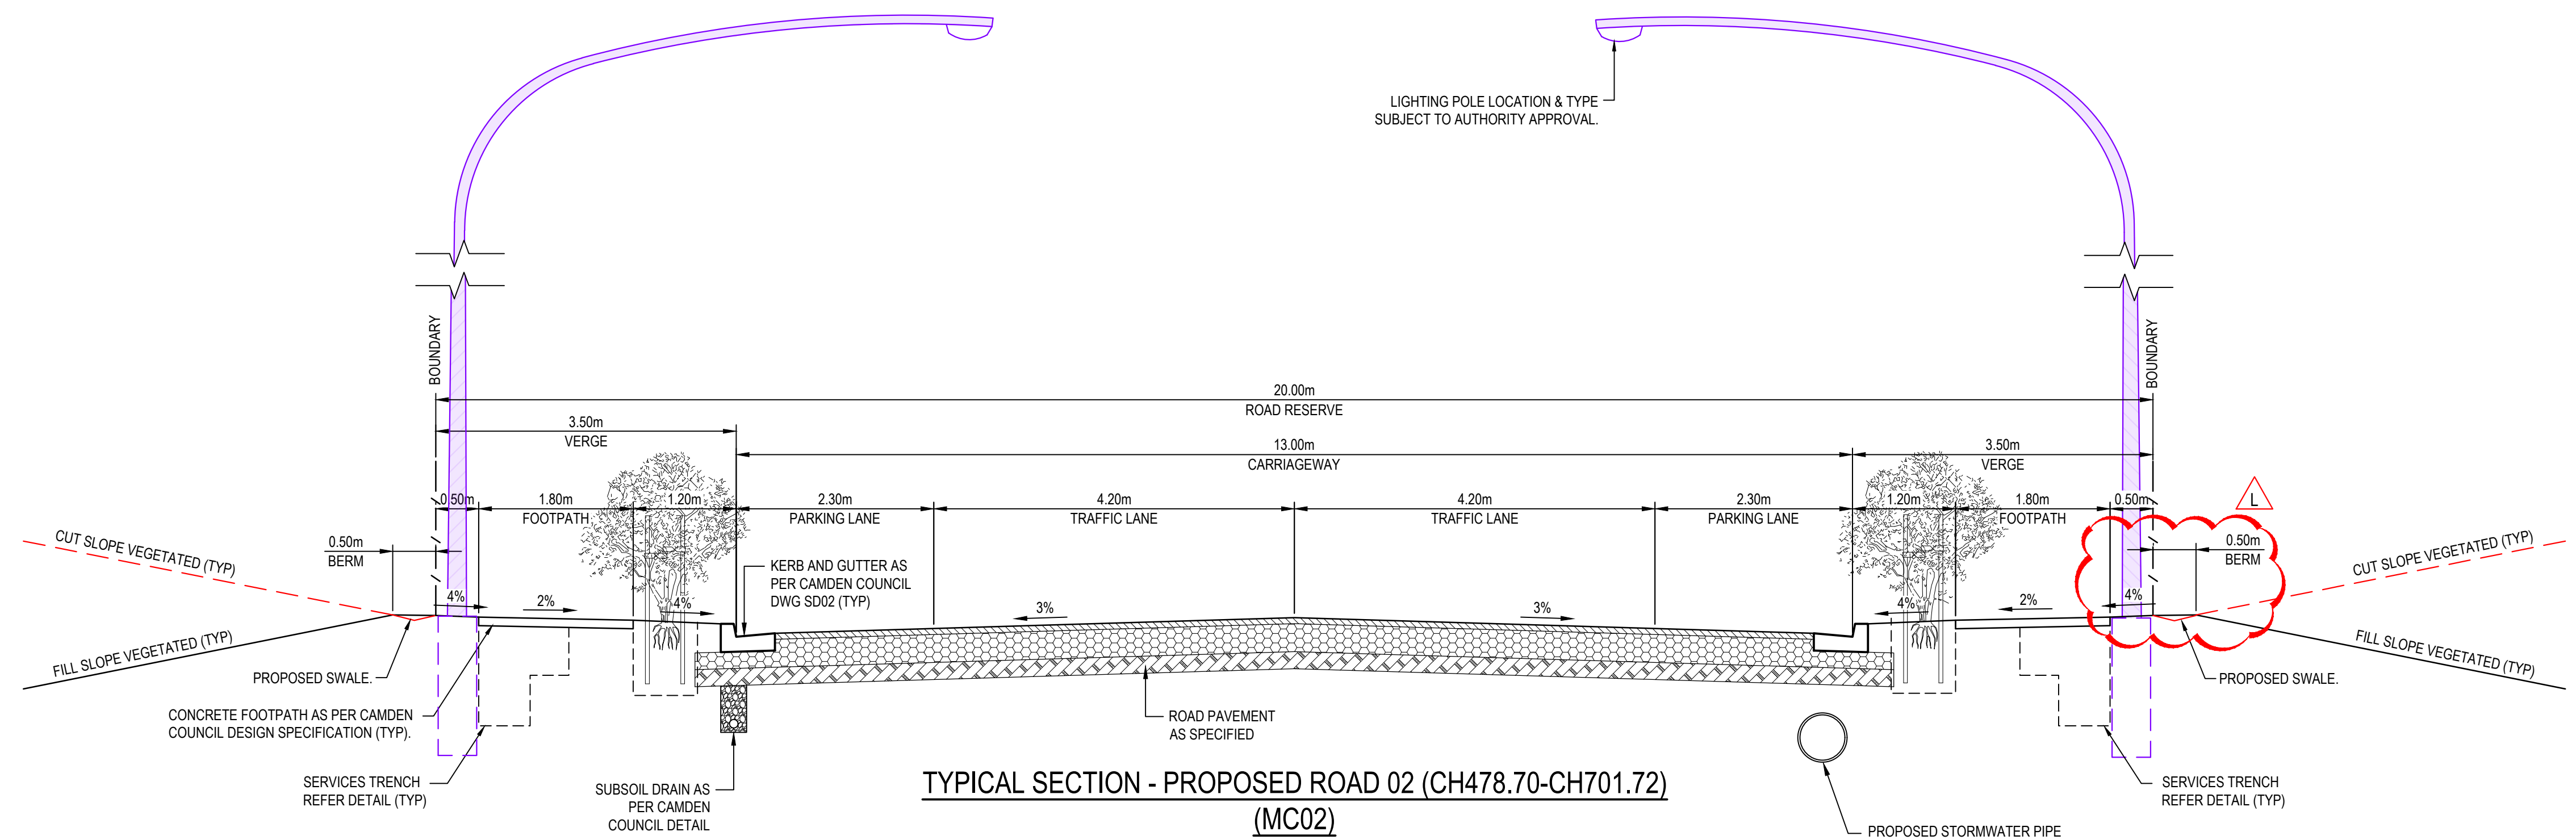 LIGHTING POLE LOCATION & TYPE
SUBJECT TO AUTHORITY APPROVAL.
BOUNDARY
BOUNDARY
20.00m
ROAD RESERVE
3.50m
VERGE
13.00m
CARRIAGEWAY
3.50m
VERGE
0.50m
1.80m
FOOTPATH
1.20m
2.30m
PARKING LANE
4.20m
TRAFFIC LANE
4.20m
TRAFFIC LANE
2.30m
PARKING LANE
1.20m
1.80m
FOOTPATH
0.50m
L
CUT SLOPE VEGETATED (TYP)
0.50m
BERM
KERB AND GUTTER AS
PER CAMDEN COUNCIL
DWG SD02 (TYP)
0.50m
BERM
CUT SLOPE VEGETATED (TYP)
4%
2%
4%
3%
3%
4%
2%
4%
FILL SLOPE VEGETATED (TYP)
FILL SLOPE VEGETATED (TYP)
PROPOSED SWALE.
PROPOSED SWALE.
CONCRETE FOOTPATH AS PER CAMDEN
COUNCIL DESIGN SPECIFICATION (TYP).
ROAD PAVEMENT
AS SPECIFIED
SERVICES TRENCH
REFER DETAIL (TYP)
SUBSOIL DRAIN AS
PER CAMDEN
COUNCIL DETAIL
TYPICAL SECTION - PROPOSED ROAD 02 (CH478.70-CH701.72)
(MC02)
SERVICES TRENCH
REFER DETAIL (TYP)
PROPOSED STORMWATER PIPE